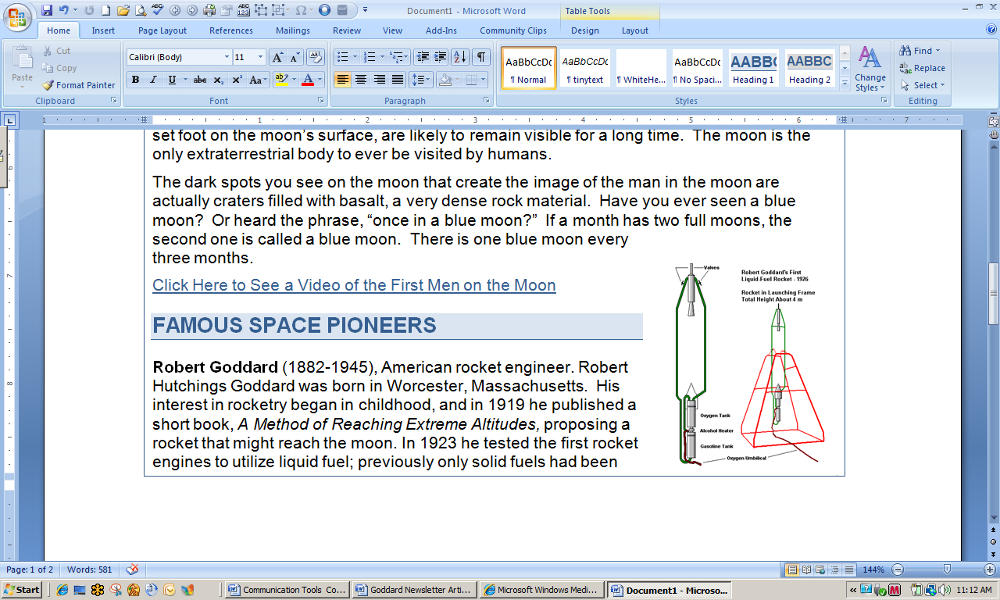 Document1 - Microsoft Word
Table Tools
Home Insert Page Layout References Mailings Review View Add-Ins Community Clips Design Layout
Paste
Cut
Copy
Format Painter
Clipboard
Calibri (Body) 11
Font
Paragraph
AaBbCcDc AaBbCcDc AaBbCcDc AABBC AABBC
¶ Normal ¶ tinytext ¶ WhiteHe... ¶ No Spaci... Heading 1 Heading 2
Change Styles
Styles
Find
Replace
Select
Editing
1 1 2 3 4 5 6 7
set foot on the moon's surface, are likely to remain visible for a long time. The moon is the
only extraterrestrial body to ever be visited by humans.
The dark spots you see on the moon that create the image of the man in the moon are
actually craters filled with basalt, a very dense rock material. Have you ever seen a blue
moon? Or heard the phrase, “once in a blue moon?” If a month has two full moons, the
second one is called a blue moon. There is one blue moon every
three months.
Click Here to See a Video of the First Men on the Moon
FAMOUS SPACE PIONEERS
Robert Goddard (1882-1945), American rocket engineer. Robert
Hutchings Goddard was born in Worcester, Massachusetts. His
interest in rocketry began in childhood, and in 1919 he published a
short book, A Method of Reaching Extreme Altitudes, proposing a
rocket that might reach the moon. In 1923 he tested the first rocket
engines to utilize liquid fuel; previously only solid fuels had been
Valves
Robert Goddard's First
Liquid-Fuel Rocket - 1926
Rocket in Launching Frame
Total Height About 4 m
Oxygen Tank
Alcohol Heater
Gasoline Tank
Oxygen Umbilical
Page: 1 of 2 Words: 581 144%
Start Communication Tools Co... Goddard Newsletter Arti... Microsoft Windows Medi... Document1 - Microso... 11:12 AM